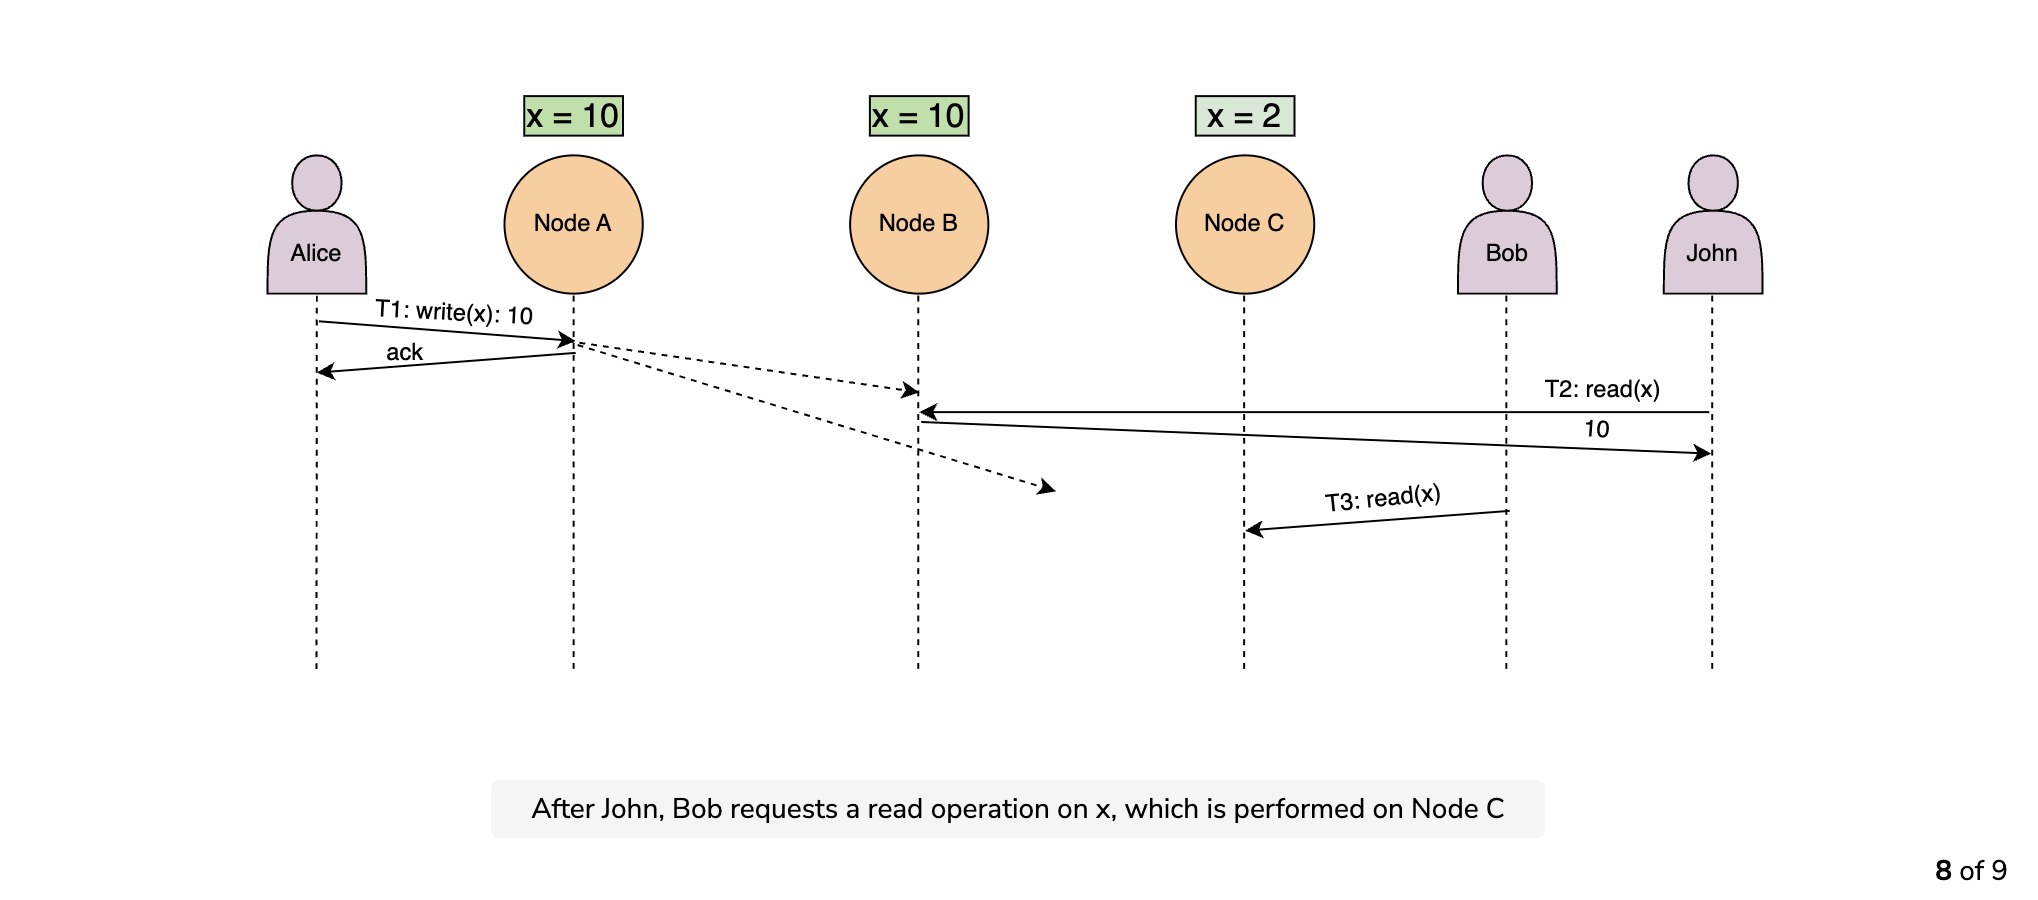 x = 10
x = 10
x = 2
Alice
Node A
Node B
Node C
Bob
John
T1: write(x): 10
ack
T2: read(x)
10
T3: read(x)
After John, Bob requests a read operation on x, which is performed on Node C
8 of 9